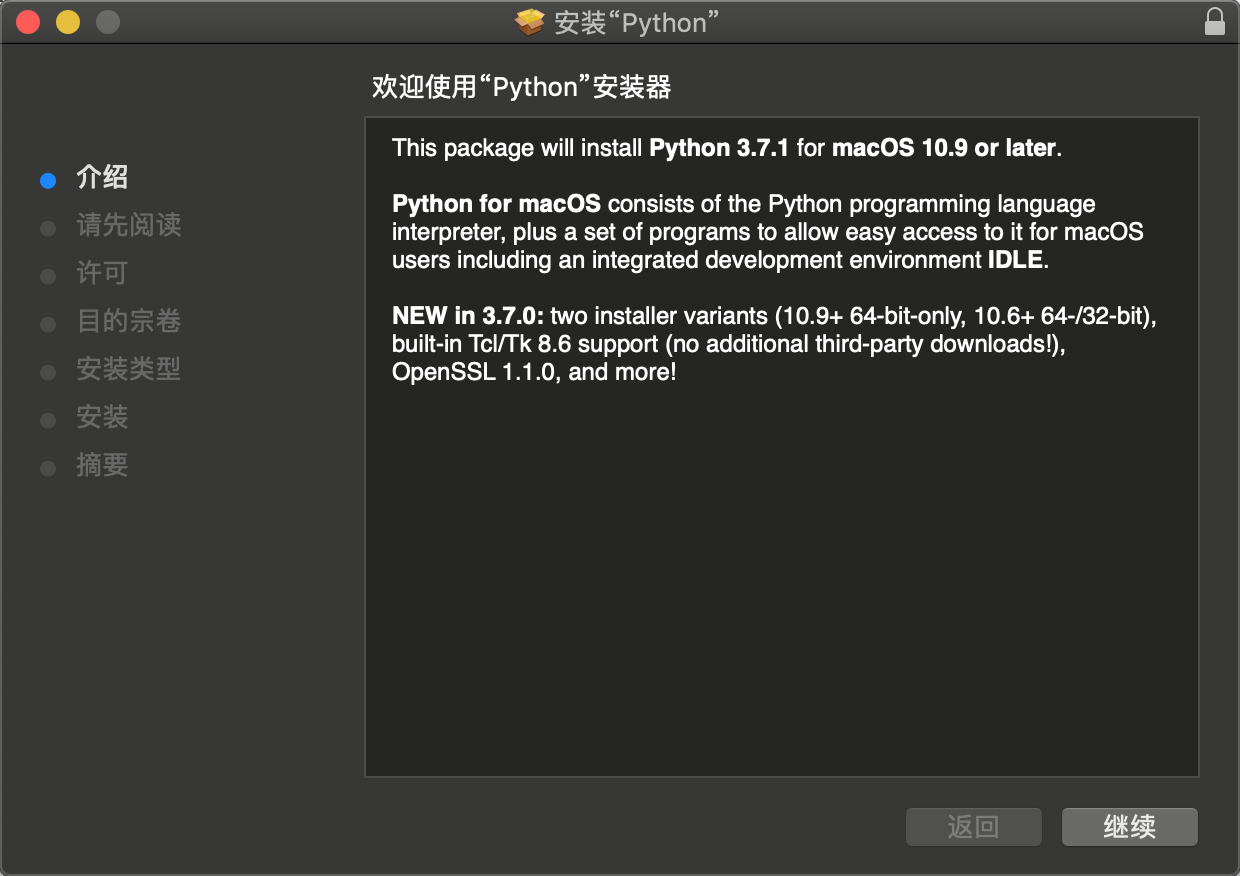 安装“Python”
欢迎使用“Python”安装器
介绍
请先阅读
许可
目的宗卷
安装类型
安装
摘要
This package will install Python 3.7.1 for macOS 10.9 or later.
Python for macOS consists of the Python programming language
interpreter, plus a set of programs to allow easy access to it for macOS
users including an integrated development environment IDLE.
NEW in 3.7.0: two installer variants (10.9+ 64-bit-only, 10.6+ 64-/32-bit),
built-in Tcl/Tk 8.6 support (no additional third-party downloads!),
OpenSSL 1.1.0, and more!
返回
继续